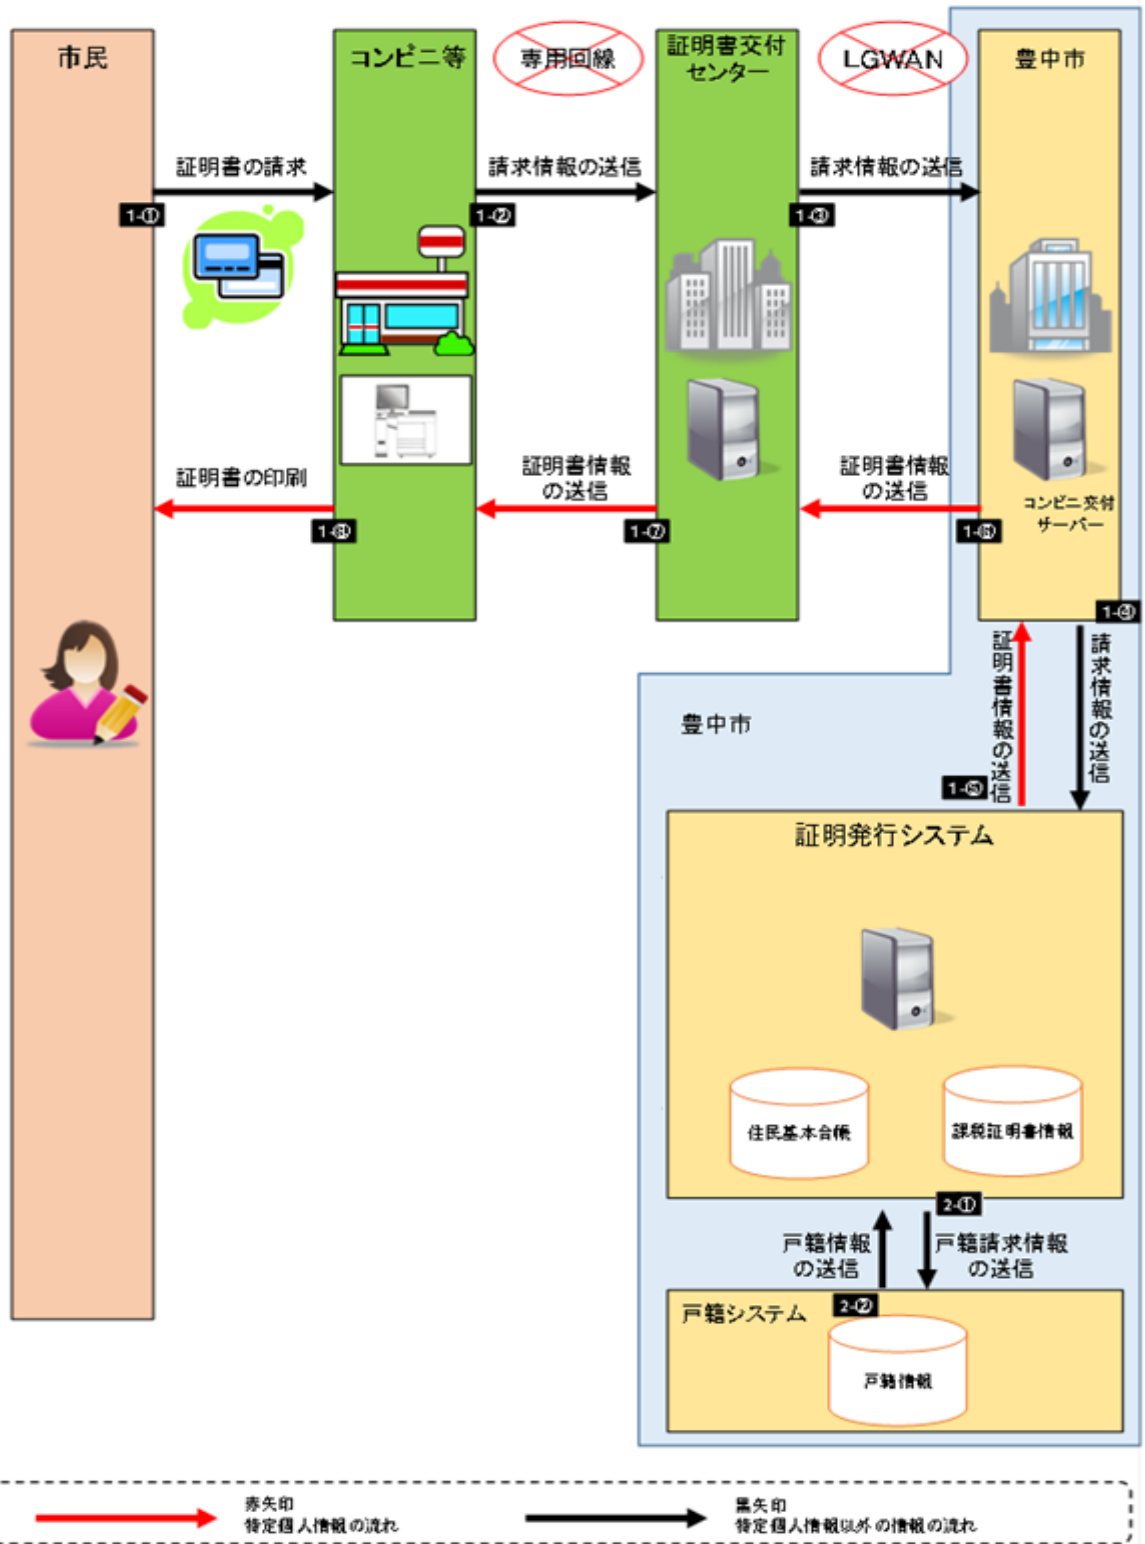 市民
コンビニ等
専用回線
証明書交付
センター
LGWAN
豊中市
証明書の請求
請求情報の送信
請求情報の送信
1-①
1-②
1-③
証明書の印刷
証明書情報
の送信
証明書情報
の送信
コンビニ交付
サーバー
1-⑧
1-⑦
1-⑥
1-④
証明書情報の送信
請求情報の送信
豊中市
1-⑤
証明発行システム
住民基本台帳
課税証明書情報
2-①
戸籍情報
の送信
戸籍請求情報
の送信
2-②
戸籍システム
戸籍情報
赤矢印
特定個人情報の流れ
黒矢印
特定個人情報以外の情報の流れ